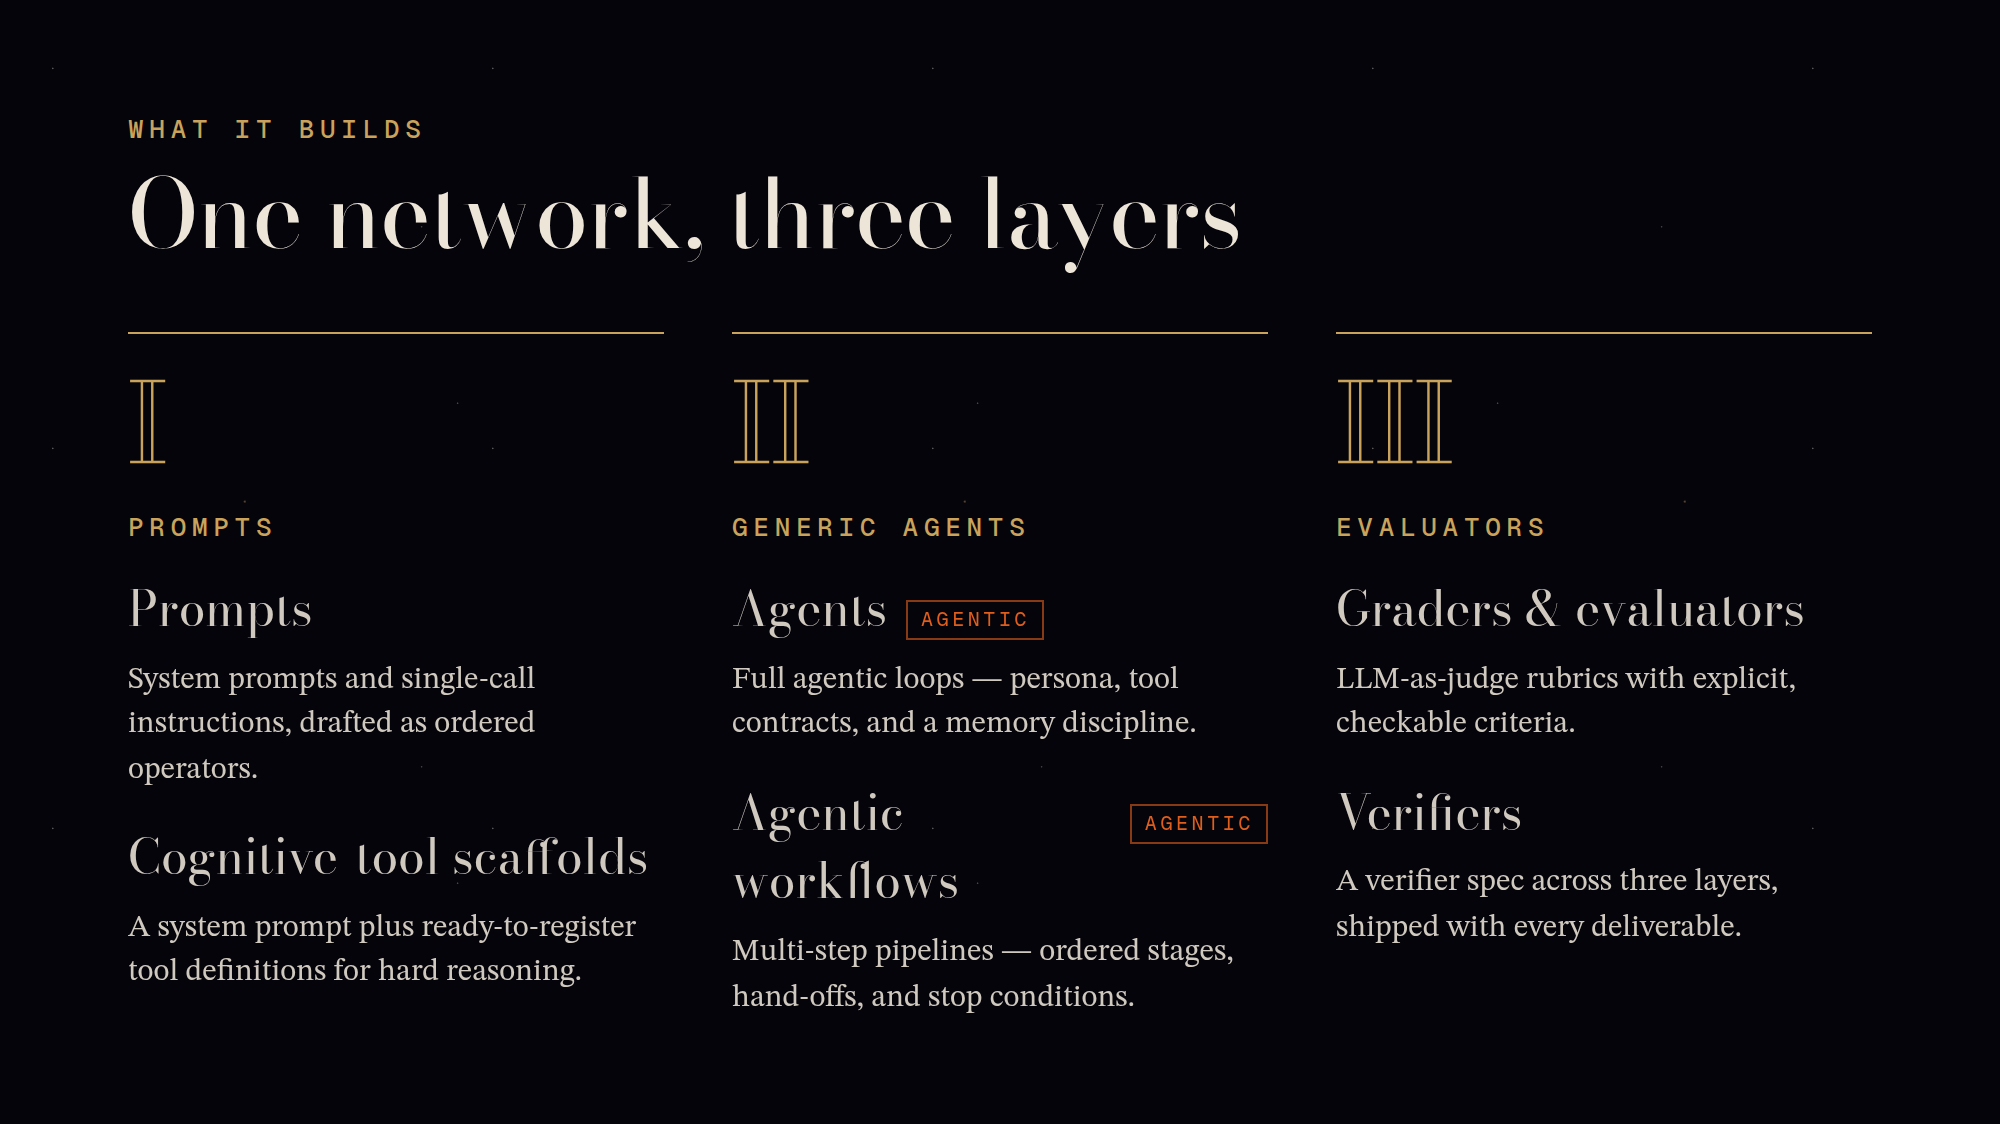 WHAT IT BUILDS
One network, three layers
I
PROMPTS
Prompts
System prompts and single-call
instructions, drafted as ordered
operators.
Cognitive tool scaffolds
A system prompt plus ready-to-register
tool definitions for hard reasoning.
II
GENERIC AGENTS
Agents AGENTIC
Full agentic loops — persona, tool
contracts, and a memory discipline.
Agentic AGENTIC
workflows
Multi-step pipelines — ordered stages,
hand-offs, and stop conditions.
III
EVALUATORS
Graders & evaluators
LLM-as-judge rubrics with explicit,
checkable criteria.
Verifiers
A verifier spec across three layers,
shipped with every deliverable.